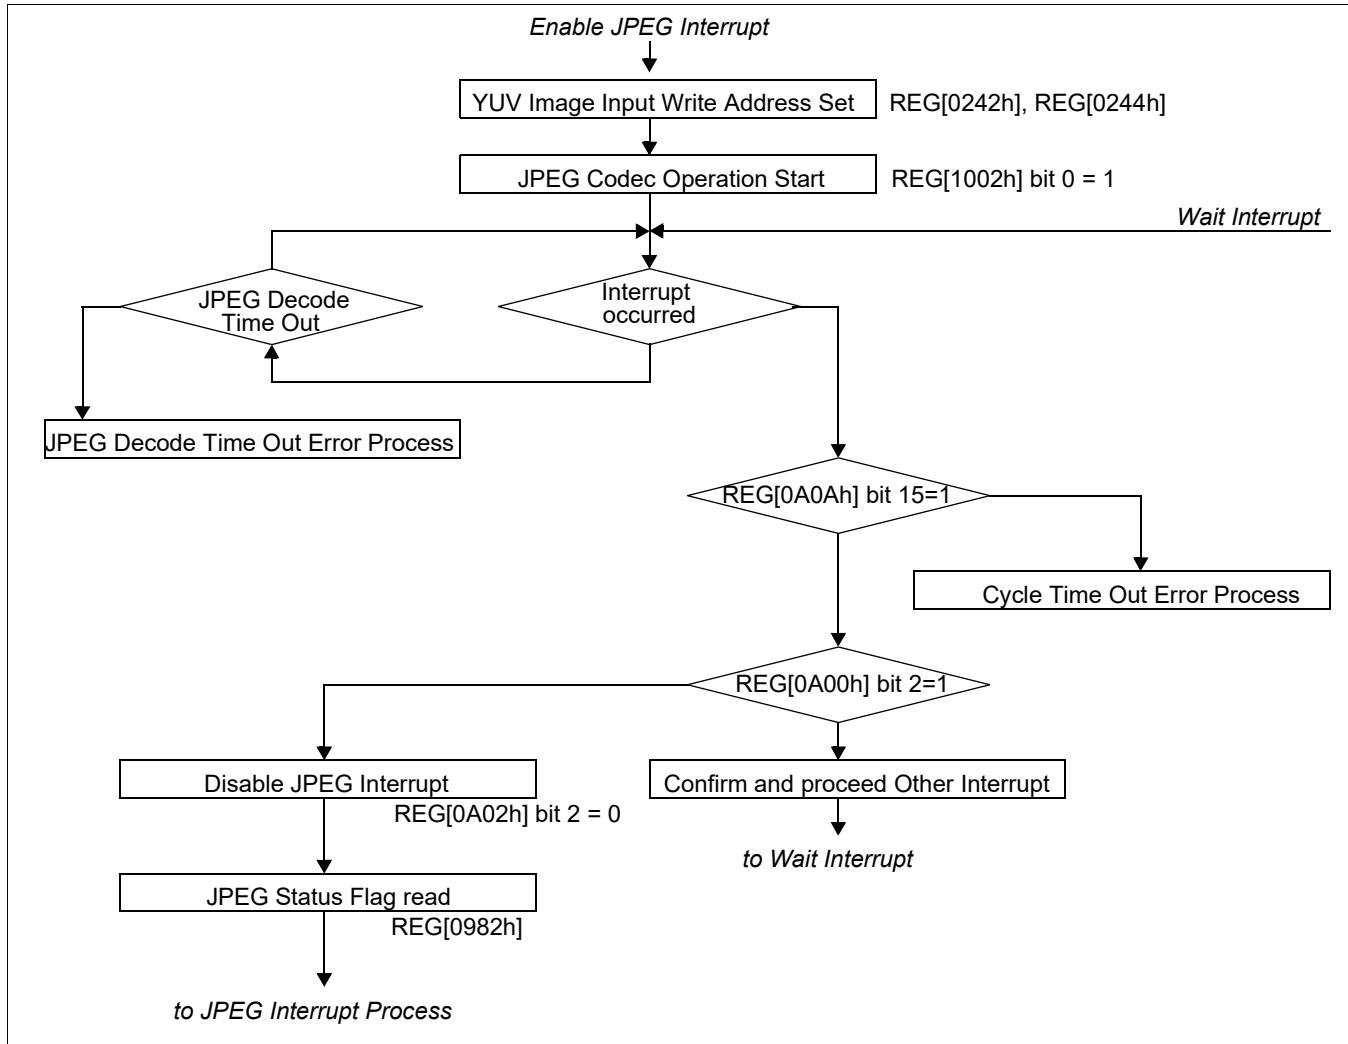 Enable JPEG Interrupt
YUV Image Input Write Address Set
REG[0242h], REG[0244h]
JPEG Codec Operation Start
REG[1002h] bit 0 = 1
Wait Interrupt
JPEG Decode
Time Out
Interrupt
occurred
JPEG Decode Time Out Error Process
REG[0A0Ah] bit 15=1
Cycle Time Out Error Process
REG[0A00h] bit 2=1
Disable JPEG Interrupt
REG[0A02h] bit 2 = 0
Confirm and proceed Other Interrupt
to Wait Interrupt
JPEG Status Flag read
REG[0982h]
to JPEG Interrupt Process